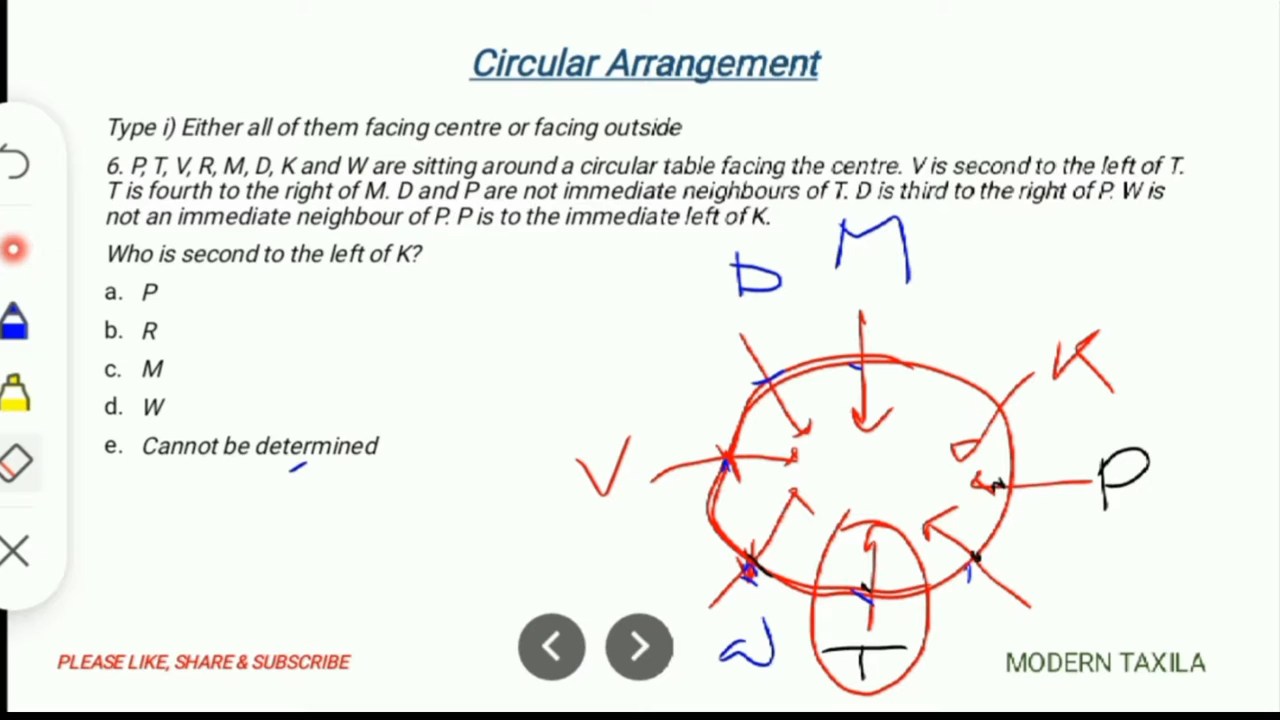 Circular Arrangement
Type i) Either all of them facing centre or facing outside
6. P, T, V, R, M, D, K and W are sitting around a circular table facing the centre. V is second to the left of T.
T is fourth to the right of M. D and P are not immediate neighbours of T. D is third to the right of P. W is
not an immediate neighbour of P. P is to the immediate left of K.
Who is second to the left of K?
a. P
b. R
c. M
d. W
e. Cannot be determined
M
D
K
V
P
W
T
PLEASE LIKE, SHARE & SUBSCRIBE
MODERN TAXILA